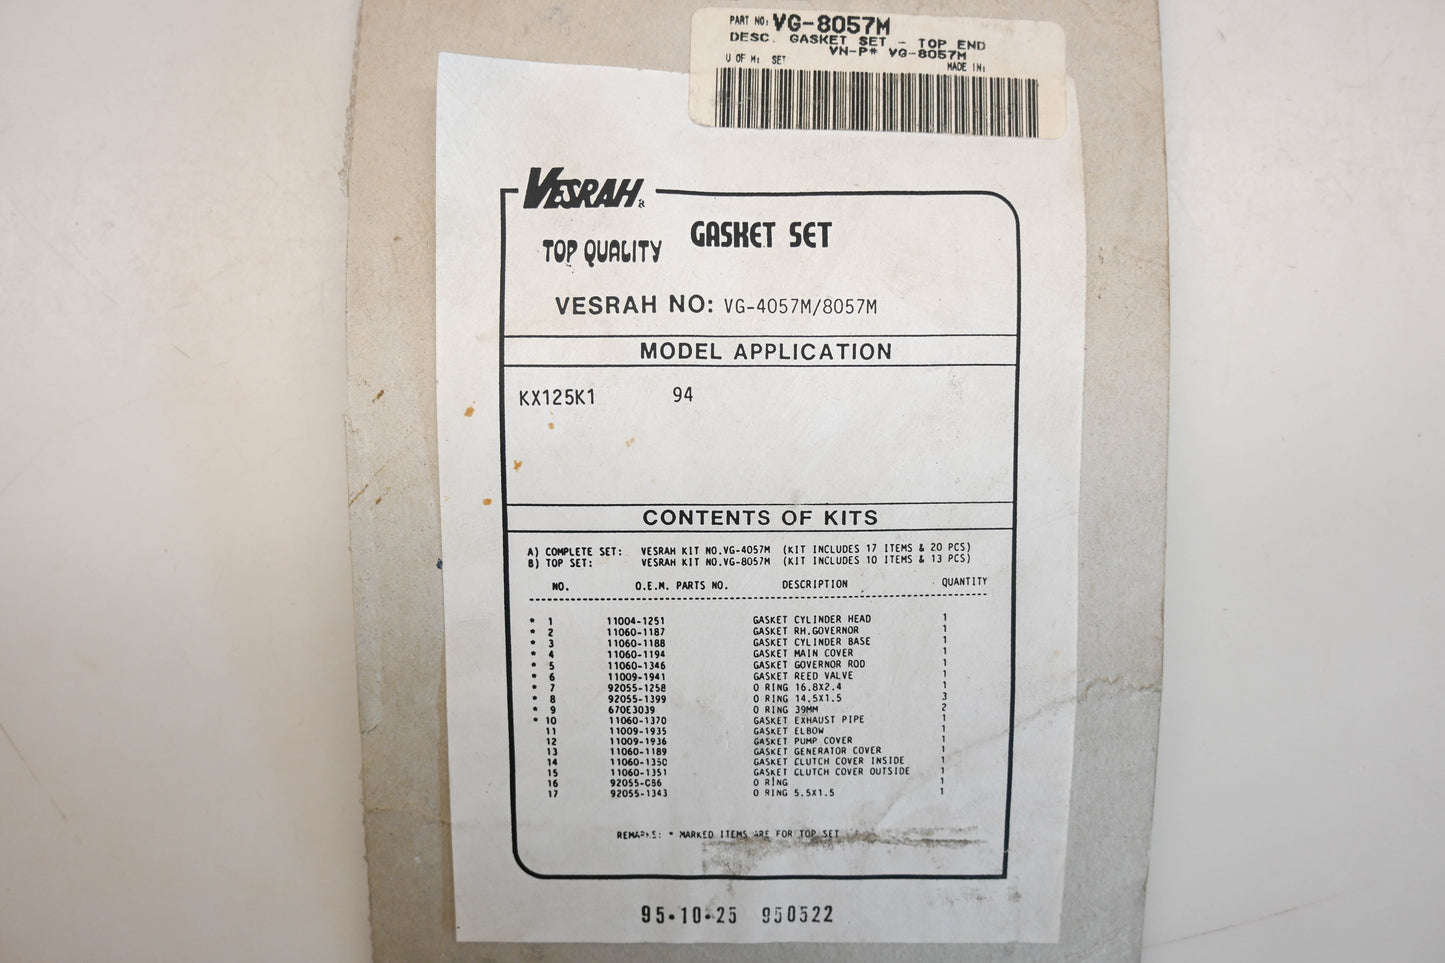 PART NO: VG-8057M
DESC. GASKET SET - TOP END
VN-P# VG-8057M
U OF M: SET MADE IN:
VESRAH R
TOP QUALITY GASKET SET
VESRAH NO: VG-4057M/8057M
MODEL APPLICATION
KX125K1 94
CONTENTS OF KITS
A) COMPLETE SET: VESRAH KIT NO.VG-4057M (KIT INCLUDES 17 ITEMS & 20 PCS)
B) TOP SET: VESRAH KIT NO.VG-8057M (KIT INCLUDES 10 ITEMS & 13 PCS)
NO. O.E.M. PARTS NO. DESCRIPTION QUANTITY
* 1 11004-1251 GASKET CYLINDER HEAD 1
* 2 11060-1187 GASKET RH.GOVERNOR 1
* 3 11060-1188 GASKET CYLINDER BASE 1
* 4 11060-1194 GASKET MAIN COVER 1
* 5 11060-1346 GASKET GOVERNOR ROD 1
* 6 11009-1941 GASKET REED VALVE 1
* 7 92055-1258 O RING 16.8X2.4 1
* 8 92055-1399 O RING 14.5X1.5 3
* 9 670E3039 O RING 39MM 2
* 10 11060-1370 GASKET EXHAUST PIPE 1
11 11009-1935 GASKET ELBOW 1
12 11009-1936 GASKET PUMP COVER 1
13 11060-1189 GASKET GENERATOR COVER 1
14 11060-1350 GASKET CLUTCH COVER INSIDE 1
15 11060-1351 GASKET CLUTCH COVER OUTSIDE 1
16 O RING 1
17 92055-1343 O RING 5.5X1.5 1
REMARKS: * MARKED ITEMS ARE FOR TOP SET
95·10·25 950522